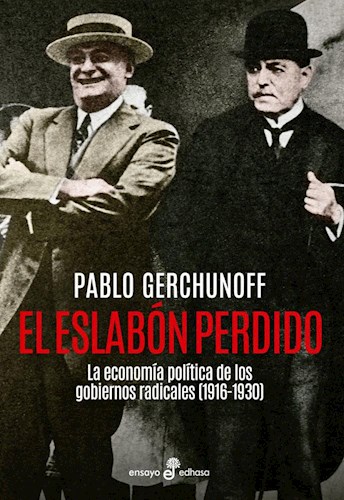 PABLO GERCHUNOFF
EL ESLABÓN PERDIDO
La economía política de los
gobiernos radicales (1916-1930)
ensayo edhasa